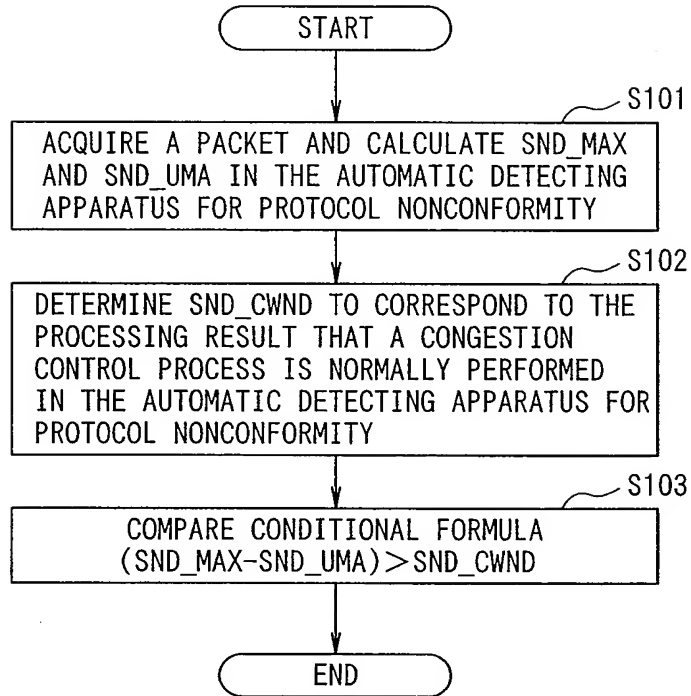 START
S101
ACQUIRE A PACKET AND CALCULATE SND_MAX
AND SND_UMA IN THE AUTOMATIC DETECTING
APPARATUS FOR PROTOCOL NONCONFORMITY
S102
DETERMINE SND_CWND TO CORRESPOND TO THE
PROCESSING RESULT THAT A CONGESTION
CONTROL PROCESS IS NORMALLY PERFORMED
IN THE AUTOMATIC DETECTING APPARATUS FOR
PROTOCOL NONCONFORMITY
S103
COMPARE CONDITIONAL FORMULA
(SND_MAX-SND_UMA)>SND_CWND
END